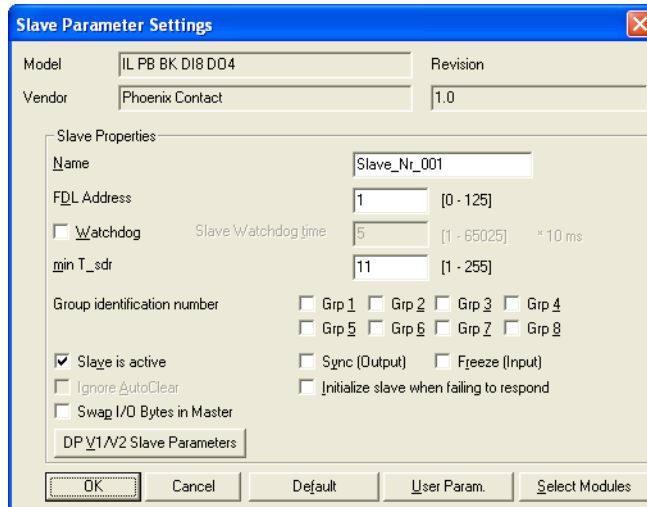 Slave Parameter Settings
Model IL PB BK DI8 DO4 Revision
Vendor Phoenix Contact 1.0
Slave Properties
Name Slave_Nr_001
FDL Address 1 [0 - 125]
Watchdog Slave Watchdog time 5 [1 - 65025] * 10 ms
min T_sdr 11 [1 - 255]
Group identification number Grp 1 Grp 2 Grp 3 Grp 4
Grp 5 Grp 6 Grp 7 Grp 8
Slave is active Sync (Output) Freeze (Input)
Ignore AutoClear Initialize slave when failing to respond
Swap I/O Bytes in Master
DP V1/V2 Slave Parameters
OK Cancel Default User Param. Select Modules